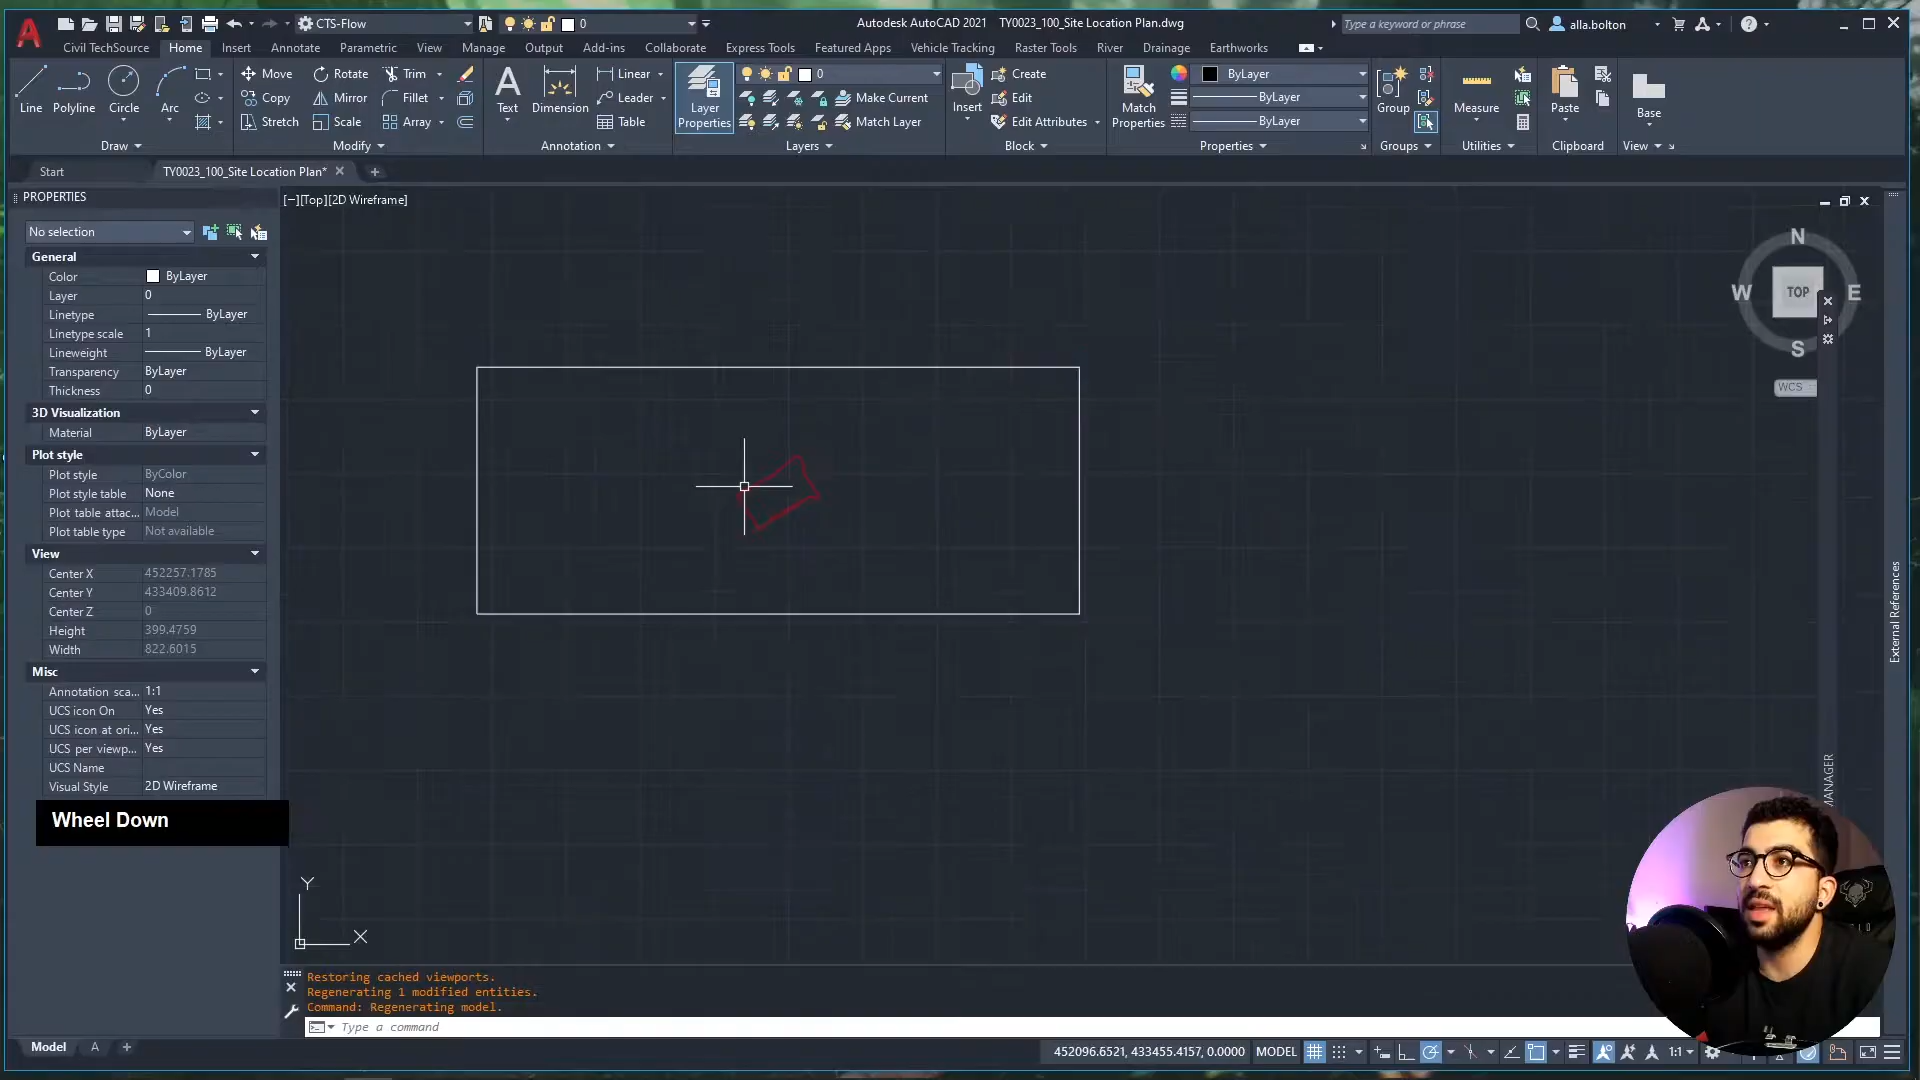 CTS-Flow
0
Autodesk AutoCAD 2021 TY0023_100_Site Location Plan.dwg
Type a keyword or phrase
alla.bolton
Civil TechSource Home Insert Annotate Parametric View Manage Output Add-ins Collaborate Express Tools Featured Apps Vehicle Tracking Raster Tools River Drainage Earthworks
Line Polyline Circle Arc
Draw
Move Rotate Trim
Copy Mirror Fillet
Stretch Scale Array
Modify
Text Dimension
Linear
Leader
Table
Annotation
Layer Properties
0
Make Current
Match Layer
Layers
Insert
Create
Edit
Edit Attributes
Block
Match Properties
ByLayer
ByLayer
ByLayer
Properties
Group
Groups
Measure
Utilities
Paste
Clipboard
Base
View
Start TY0023_100_Site Location Plan*
PROPERTIES
No selection
General
Color ByLayer
Layer 0
Linetype ByLayer
Linetype scale 1
Lineweight ByLayer
Transparency ByLayer
Thickness 0
3D Visualization
Material ByLayer
Plot style
Plot style ByColor
Plot style table None
Plot table attac... Model
Plot table type Not available
View
Center X 452257.1785
Center Y 433409.8612
Center Z 0
Height 399.4759
Width 822.6015
Misc
Annotation sca... 1:1
UCS icon On Yes
UCS icon at ori... Yes
UCS per viewp... Yes
UCS Name
Visual Style 2D Wireframe
Wheel Down
[−][Top][2D Wireframe]
N
W TOP E
S
WCS
External References
MANAGER
Y
X
Restoring cached viewports.
Regenerating 1 modified entities.
Command: Regenerating model.
Type a command
Model A
452096.6521, 433455.4157, 0.0000 MODEL 1:1